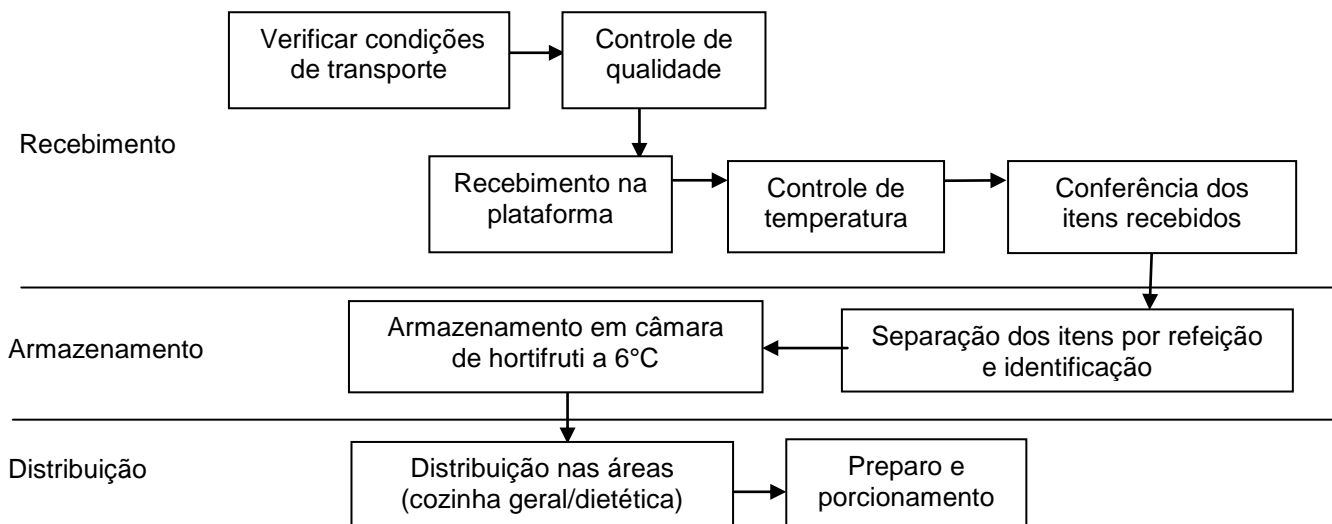 Verificar condições
de transporte
Controle de
qualidade
Recebimento
Recebimento na
plataforma
Controle de
temperatura
Conferência dos
itens recebidos
Armazenamento
Armazenamento em câmara
de hortifruti a 6°C
Separação dos itens por refeição
e identificação
Distribuição
Distribuição nas áreas
(cozinha geral/dietética)
Preparo e
porcionamento